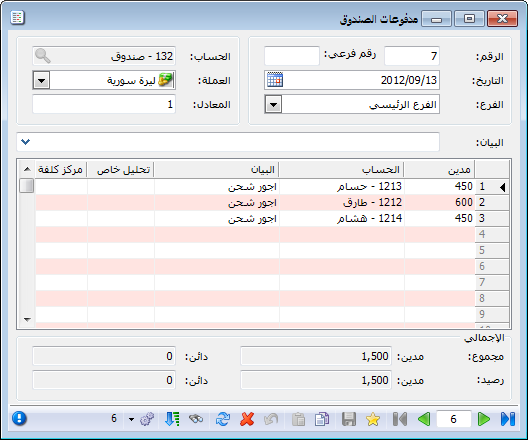 مدفوعات الصندوق
الرقم: 7 رقم فرعي: الحساب: 132 - صندوق
التاريخ: 2012/09/13 العملة: ليرة سورية
الفرع: الفرع الرئيسي المعادل: 1
البيان:
مدين الحساب البيان تحليل خاص مركز كلفة
1 450 1213 - حسام اجور شحن
2 600 1212 - طارق اجور شحن
3 450 1214 - هشام اجور شحن
4
5
6
7
8
9
الإجمالي
مجموع: مدين: 1,500 دائن: 0
رصيد: مدين: 1,500 دائن: 0
6 6